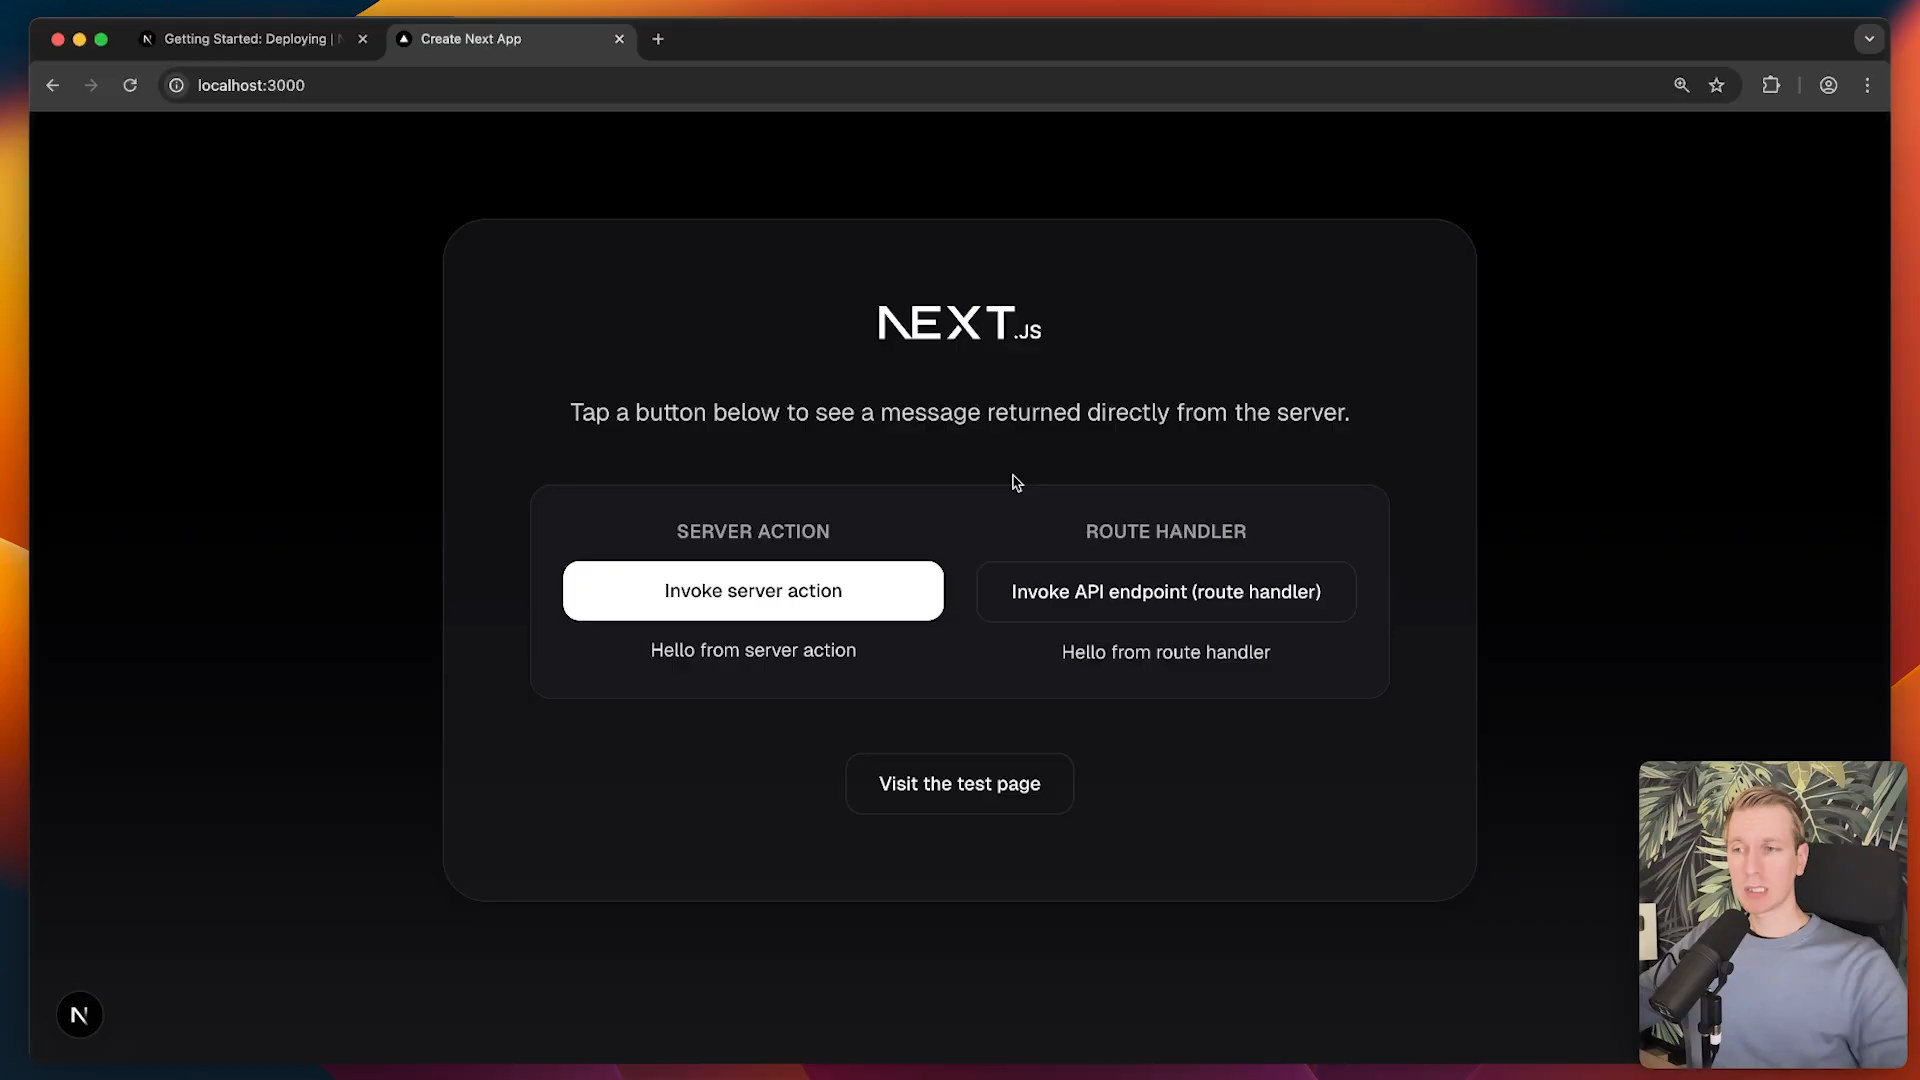 Getting Started: Deploying |
Create Next App
localhost:3000
NEXT.JS
Tap a button below to see a message returned directly from the server.
SERVER ACTION
Invoke server action
Hello from server action
ROUTE HANDLER
Invoke API endpoint (route handler)
Hello from route handler
Visit the test page
N